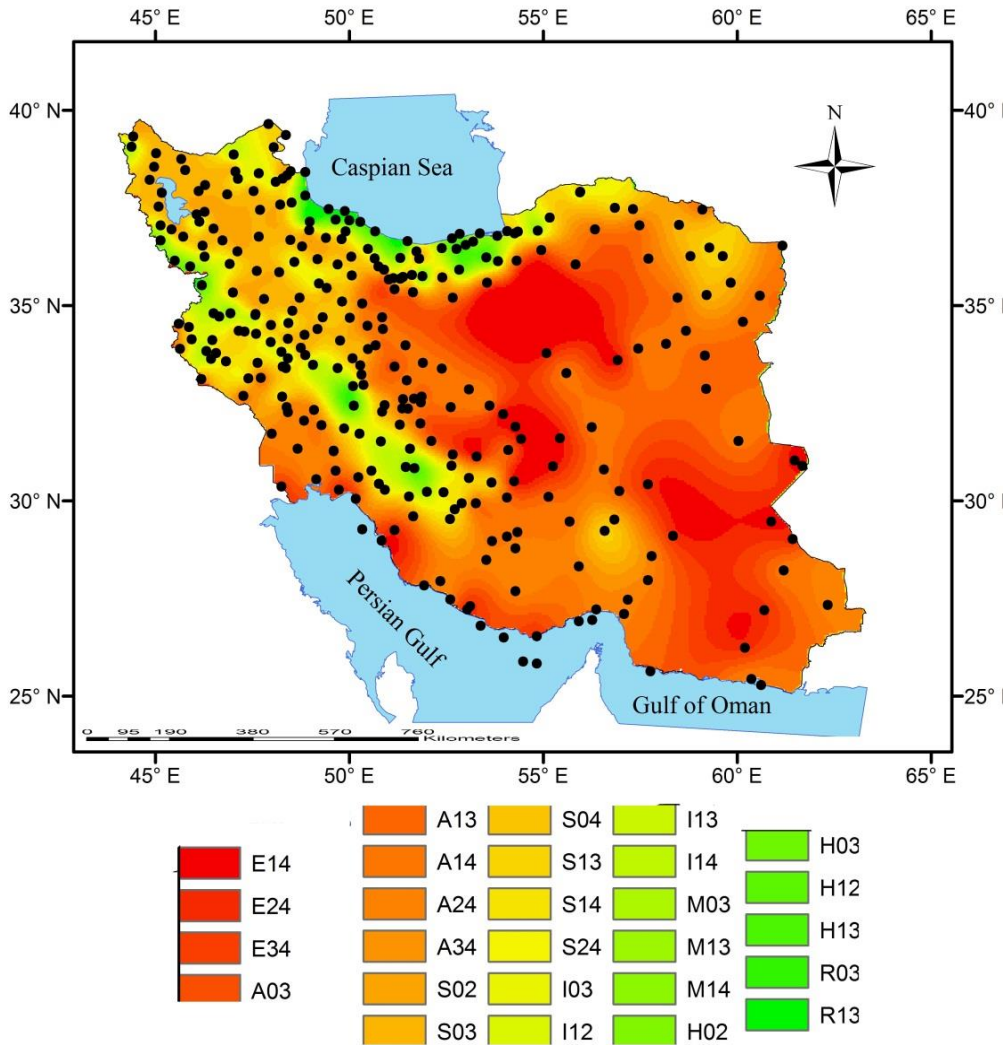 45° E 50° E 55° E 60° E 65° E
40° N 40° N
N
Caspian Sea
35° N 35° N
30° N 30° N
Persian Gulf
25° N 25° N
Gulf of Oman
0 95 190 380 570 760
Kilometers
45° E 50° E 55° E 60° E 65° E
E14
E24
E34
A03
A13
A14
A24
A34
S02
S03
S04
S13
S14
S24
I03
I12
I13
I14
M03
M13
M14
H02
H03
H12
H13
R03
R13